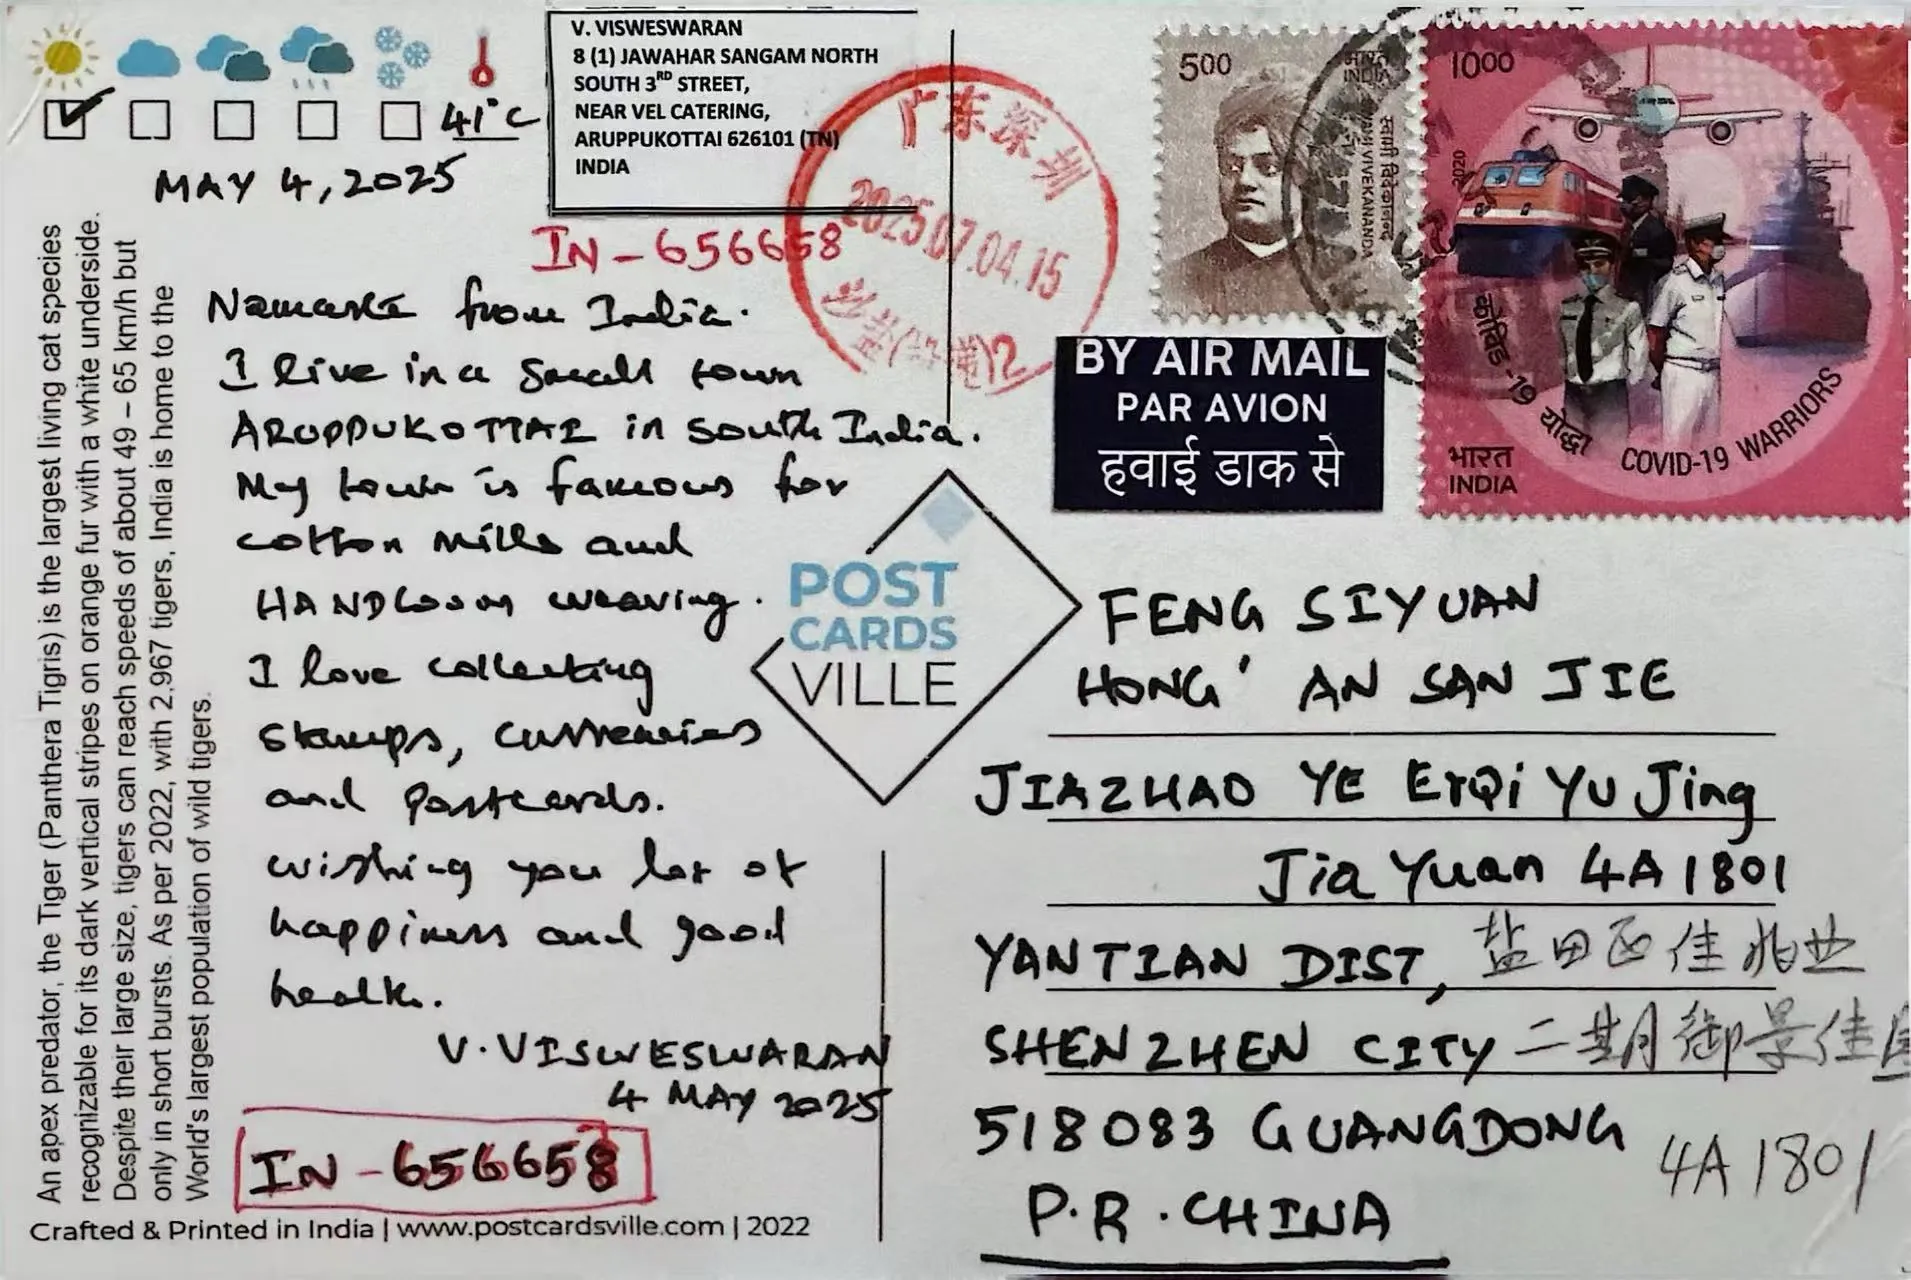 41°C
MAY 4, 2025
V. VISWESWARAN
8 (1) JAWAHAR SANGAM NORTH
SOUTH 3RD STREET,
NEAR VEL CATERING,
ARUPPUKOTTAI 626101 (TN)
INDIA
IN-656658
Namaste from India.
I live in a small town
ARUPPUKOTTAI in south India.
My town is famous for
cotton mills and
HANDLOOM weaving.
I love collecting
stamps, currencies
and postcards.
wishing you lot of
happiness and good
health.
V. VISWESWARAN
4 MAY 2025
IN-656658
An apex predator, the Tiger (Panthera Tigris) is the largest living cat species
recognizable for its dark vertical stripes on orange fur with a white underside.
Despite their large size, tigers can reach speeds of about 49 – 65 km/h but
only in short bursts. As per 2022, with 2,967 tigers, India is home to the
World's largest population of wild tigers.
Crafted & Printed in India | www.postcardsville.com | 2022
POST
CARDS
VILLE
广东深圳
2025.07.04.15
2
500
भारत
INDIA
स्वामी विवेकानन्द
SWAMI VIVEKANANDA
1000
2020
कोविड-19 योद्धा
COVID-19 WARRIORS
भारत
INDIA
BY AIR MAIL
PAR AVION
हवाई डाक से
FENG SIYUAN
HONG' AN SAN JIE
JIAZHAO YE ErQi YU Jing
Jia Yuan 4A 1801
YANTIAN DIST, 盐田区佳兆业
SHENZHEN CITY 二期御景佳园
518083 GUANGDONG
4A 1801
P.R. CHINA